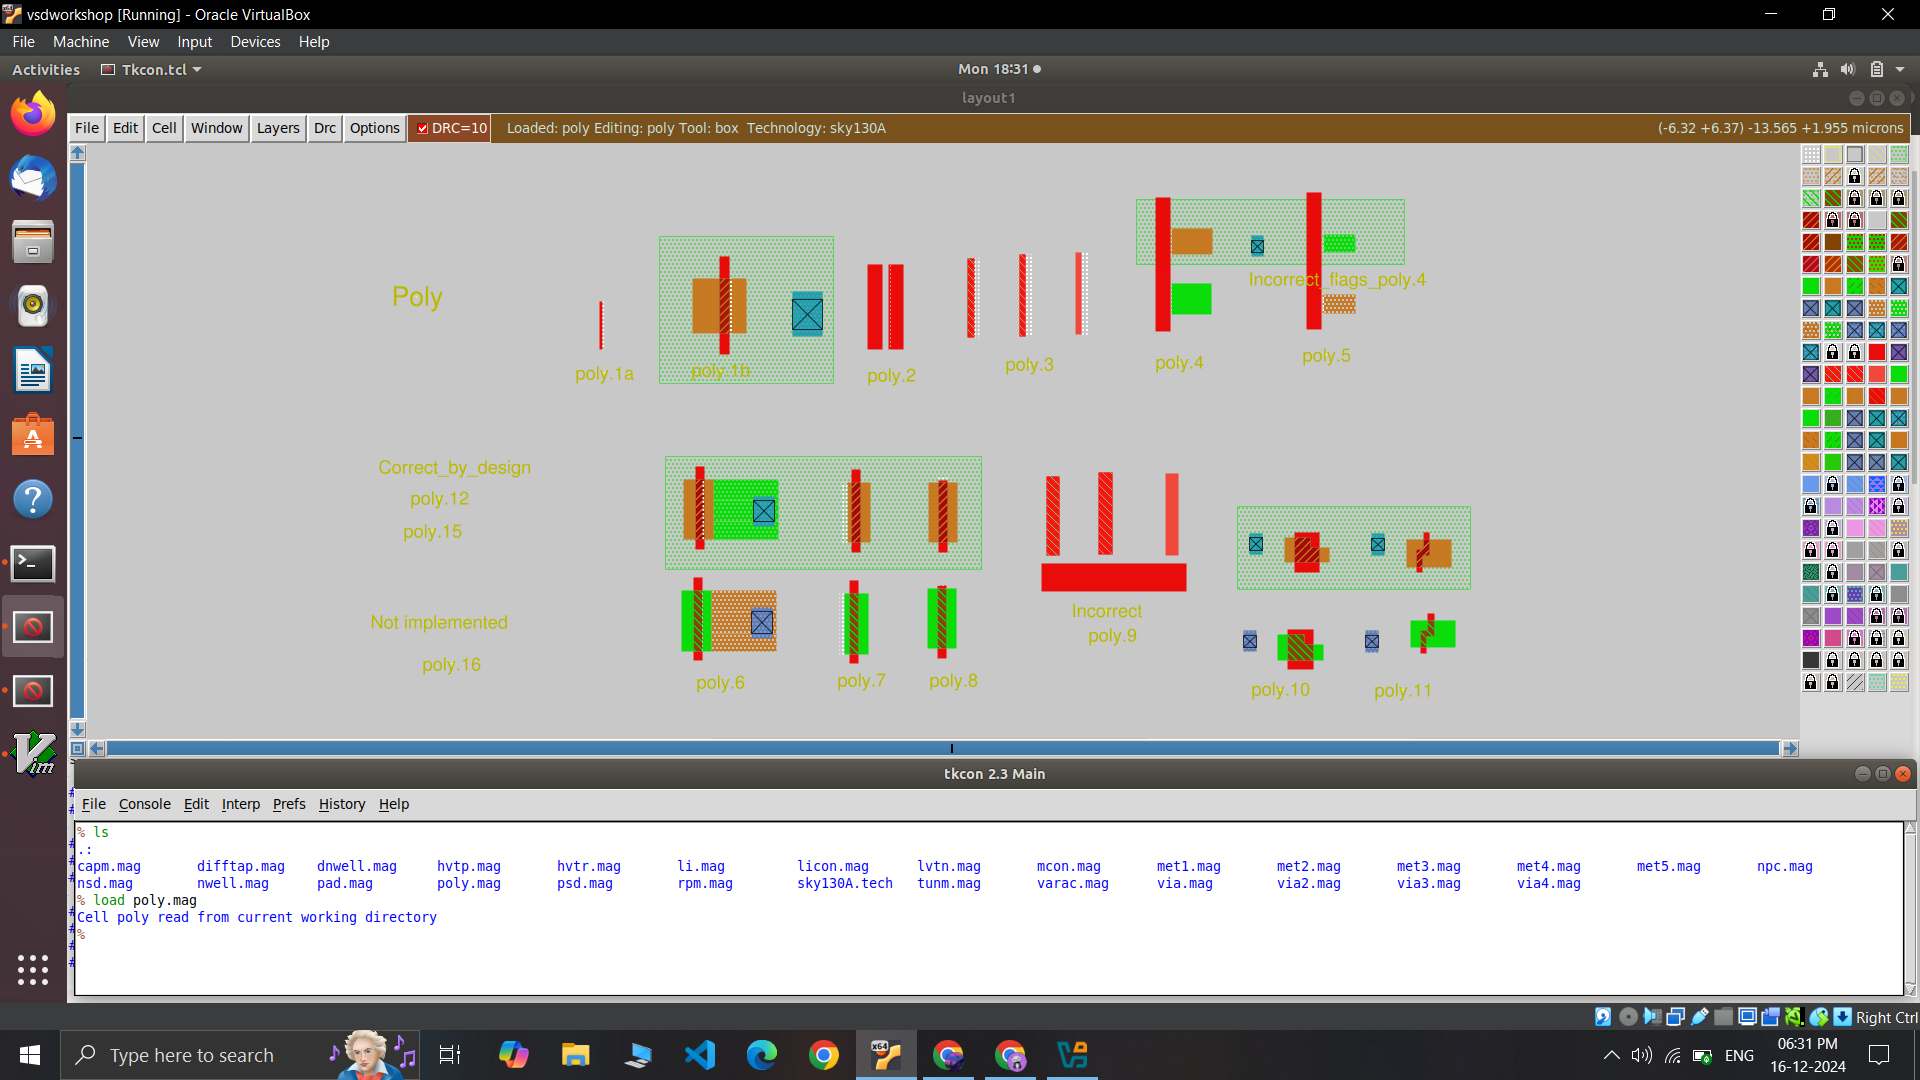 vsdworkshop [Running] - Oracle VirtualBox
File Machine View Input Devices Help
Activities Tkcon.tcl Mon 18:31
layout1
File Edit Cell Window Layers Drc Options DRC=10 Loaded: poly Editing: poly Tool: box Technology: sky130A (-6.32 +6.37) -13.565 +1.955 microns
Poly
Incorrect_flags_poly.4
poly.1a poly.1b poly.2 poly.3 poly.4 poly.5
Correct_by_design
poly.12
poly.15
Not implemented
poly.16
Incorrect
poly.9
poly.6 poly.7 poly.8 poly.10 poly.11
tkcon 2.3 Main
File Console Edit Interp Prefs History Help
% ls
.:
capm.mag difftap.mag dnwell.mag hvtp.mag hvtr.mag li.mag licon.mag lvtn.mag mcon.mag met1.mag met2.mag met3.mag met4.mag met5.mag npc.mag
nsd.mag nwell.mag pad.mag poly.mag psd.mag rpm.mag sky130A.tech tunm.mag varac.mag via.mag via2.mag via3.mag via4.mag
% load poly.mag
Cell poly read from current working directory
%
Right Ctrl
Type here to search
ENG
06:31 PM
16-12-2024